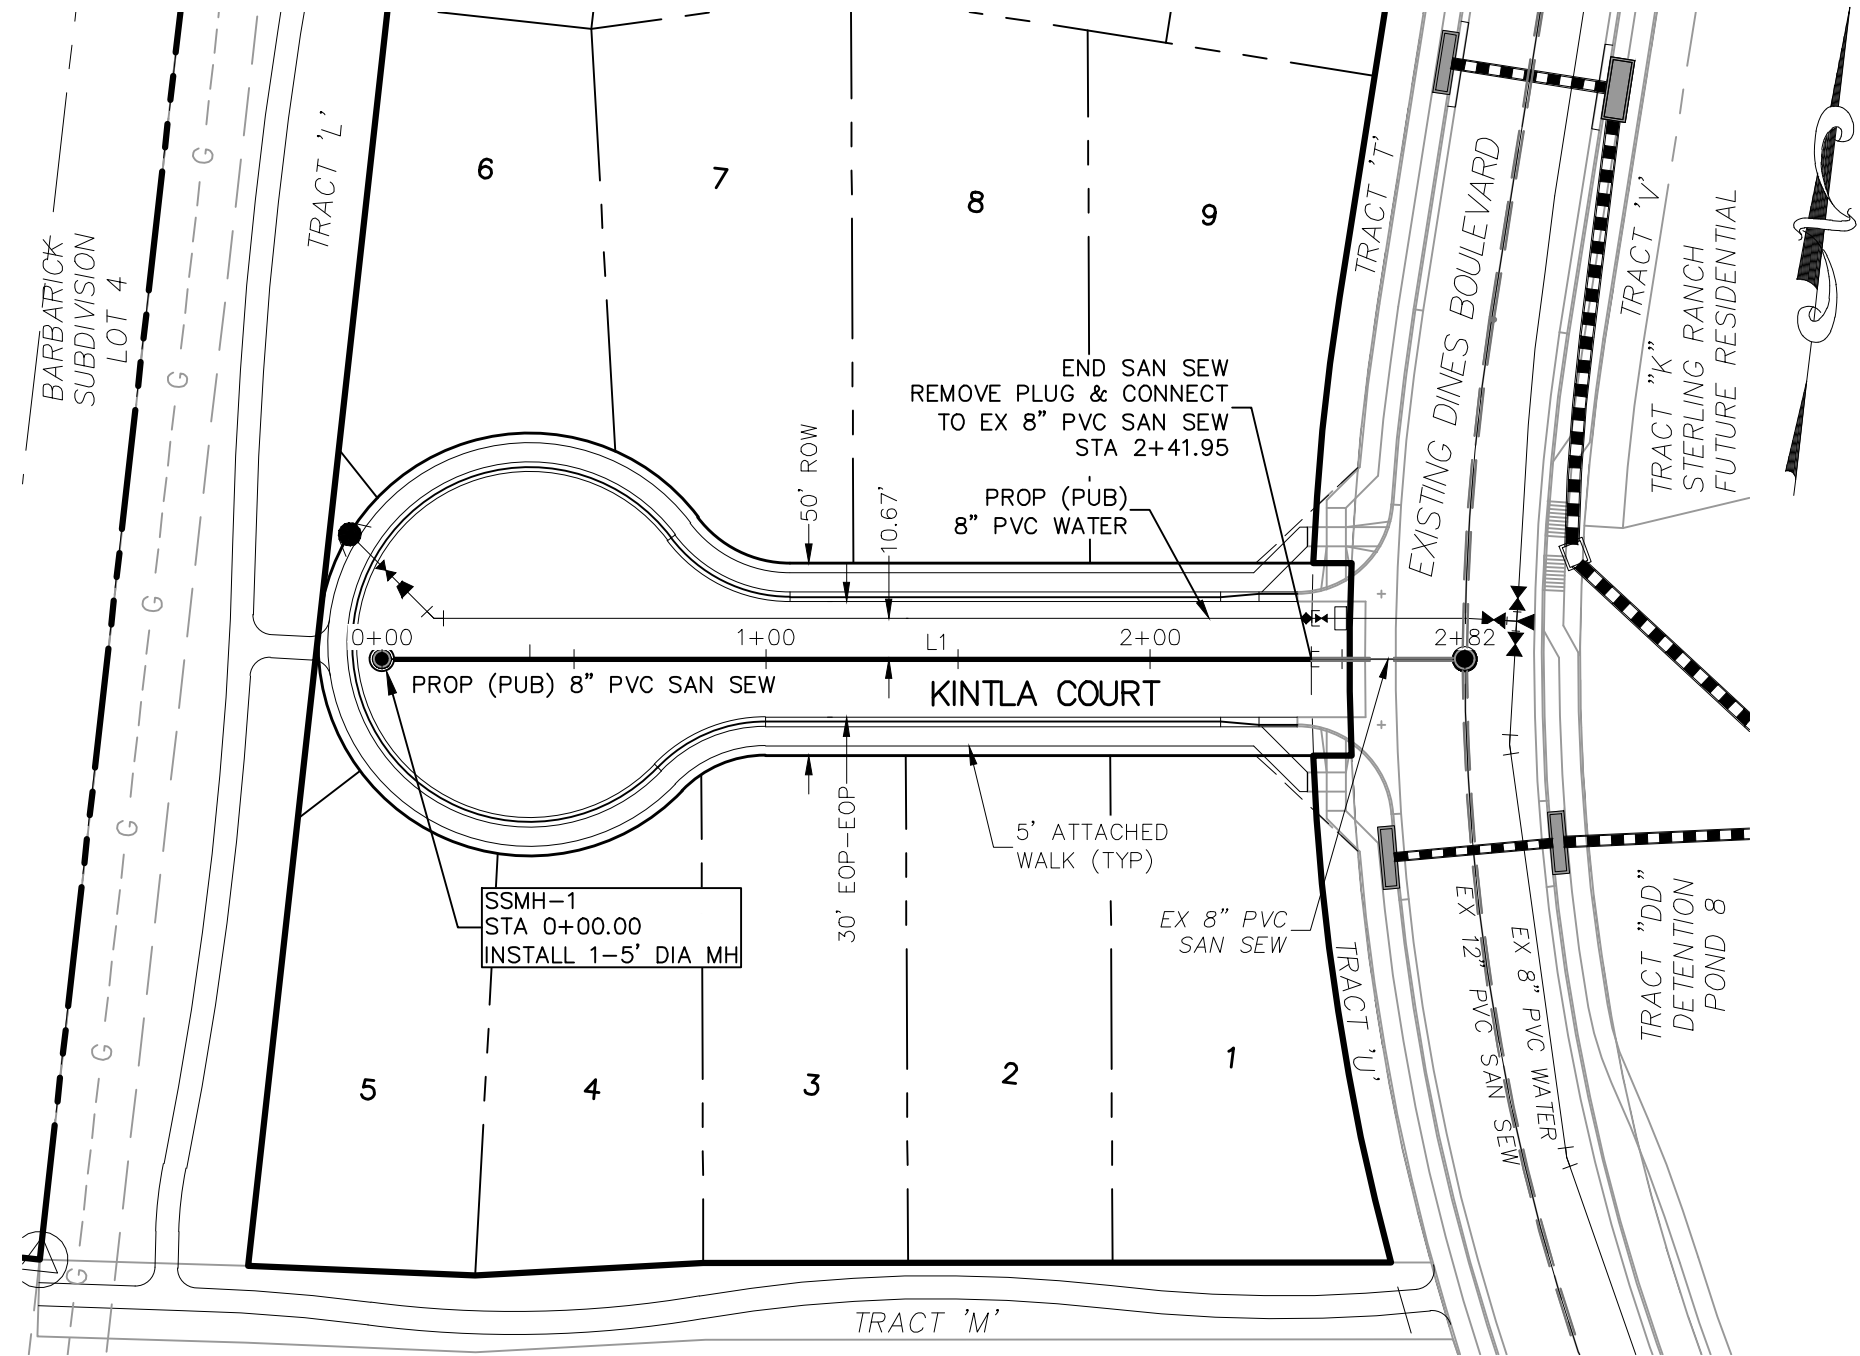 6
7
8
9
TRACT 'L'
BARBARICK
SUBDIVISION
LOT 4
G
G
G
G
G
G
TRACT 'T'
EXISTING DINES BOULEVARD
TRACT 'V'
TRACT "K"
STERLING RANCH
FUTURE RESIDENTIAL
END SAN SEW
REMOVE PLUG & CONNECT
TO EX 8" PVC SAN SEW
STA 2+41.95
PROP (PUB)
8" PVC WATER
50' ROW
10.67'
0+00
1+00
L1
2+00
2+82
PROP (PUB) 8" PVC SAN SEW
KINTLA COURT
30' EOP-EOP
5' ATTACHED
WALK (TYP)
SSMH-1
STA 0+00.00
INSTALL 1-5' DIA MH
EX 8" PVC
SAN SEW
EX 12" PVC SAN SEW
EX 8" PVC WATER
TRACT "DD"
DETENTION
POND 8
TRACT 'U'
5
4
3
2
1
TRACT 'M'